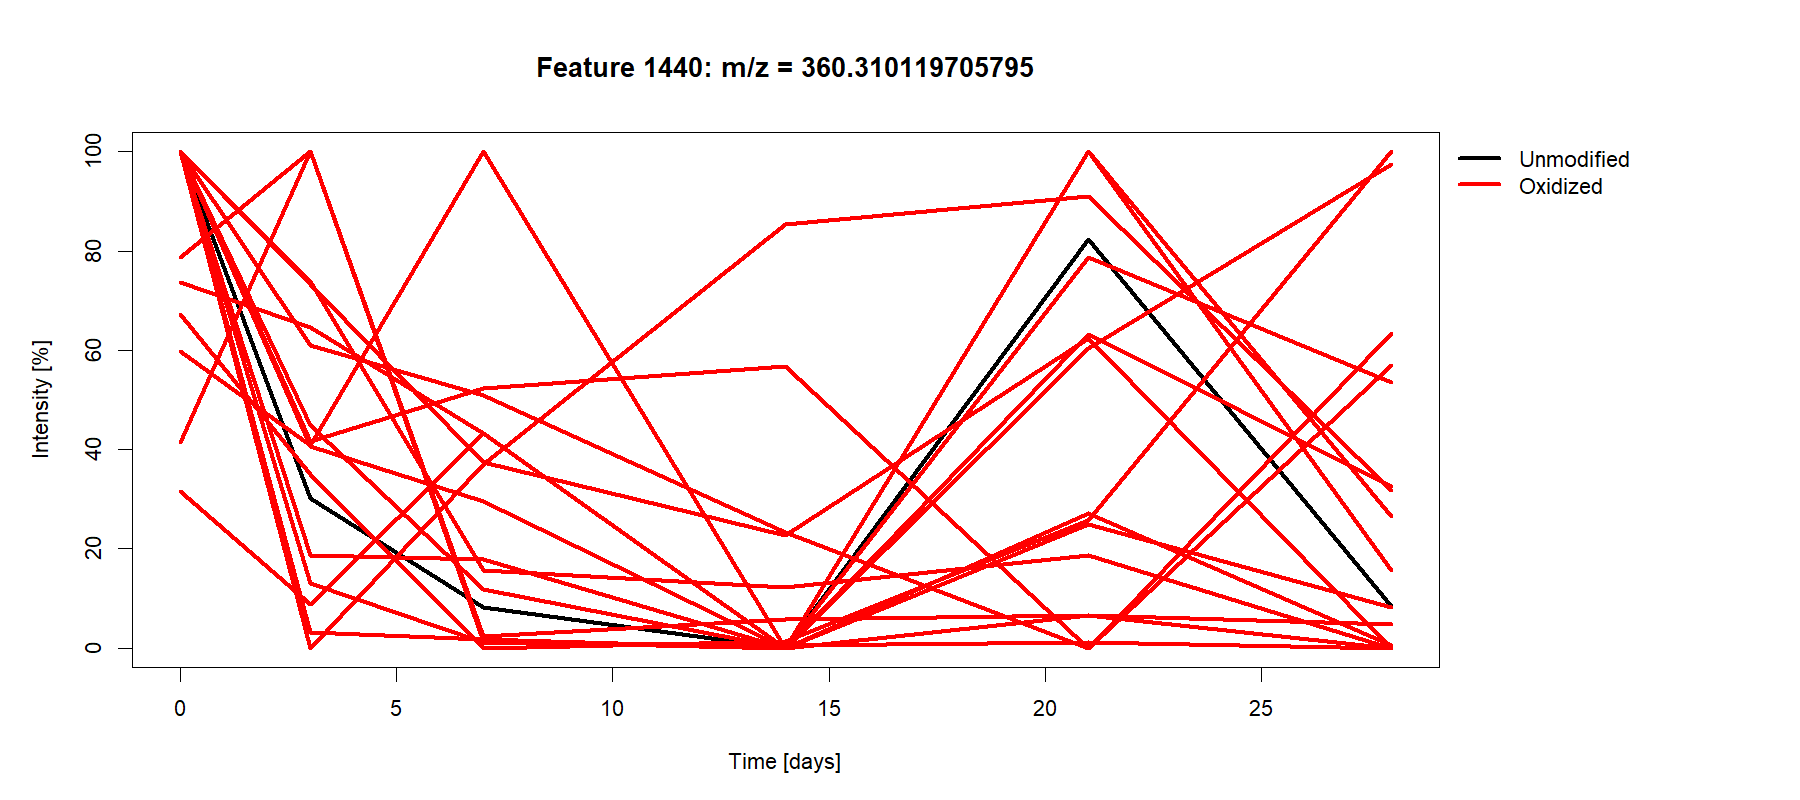 Feature 1440: m/z = 360.310119705795
Unmodified
Oxidized
Intensity [%]
100
80
60
40
20
0
0 5 10 15 20 25
Time [days]